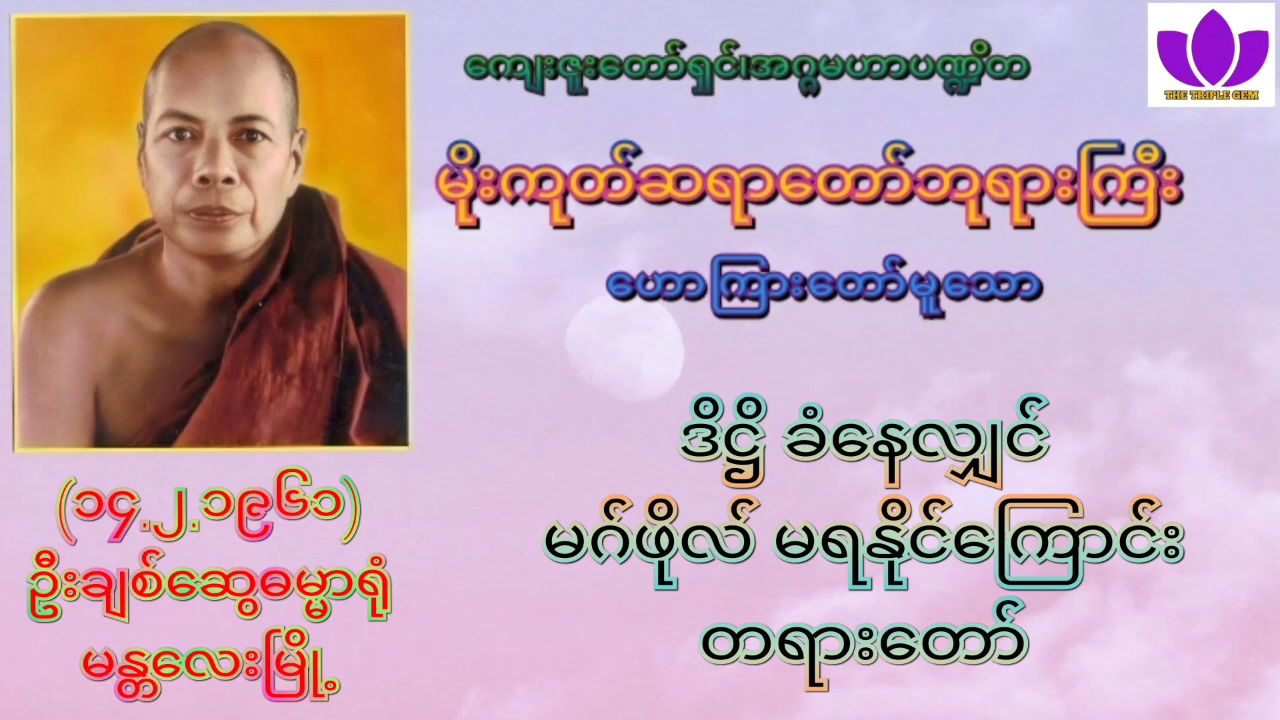 ကျေးဇူးတော်ရှင်၊အဂ္ဂမဟာပဏ္ဍိတ
THE TRIPLE GEM
မိုးကုတ်ဆရာတော်ဘုရားကြီး
ဟောကြားတော်မူသော
ဒိဋ္ဌိ ခံနေလျှင်
မဂ်ဖိုလ် မရနိုင်ကြောင်း
တရားတော်
(၁၄.၂.၁၉၆၁)
ဦးချစ်ဆွေဓမ္မာရုံ
မန္တလေးမြို့